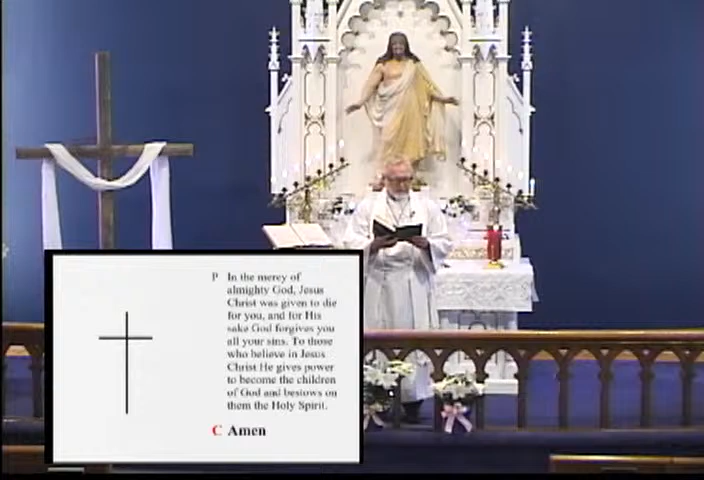 P In the mercy of
almighty God, Jesus
Christ was given to die
for you, and for His
sake God forgives you
all your sins. To those
who believe in Jesus
Christ He gives power
to become the children
of God and bestows on
them the Holy Spirit.
C Amen